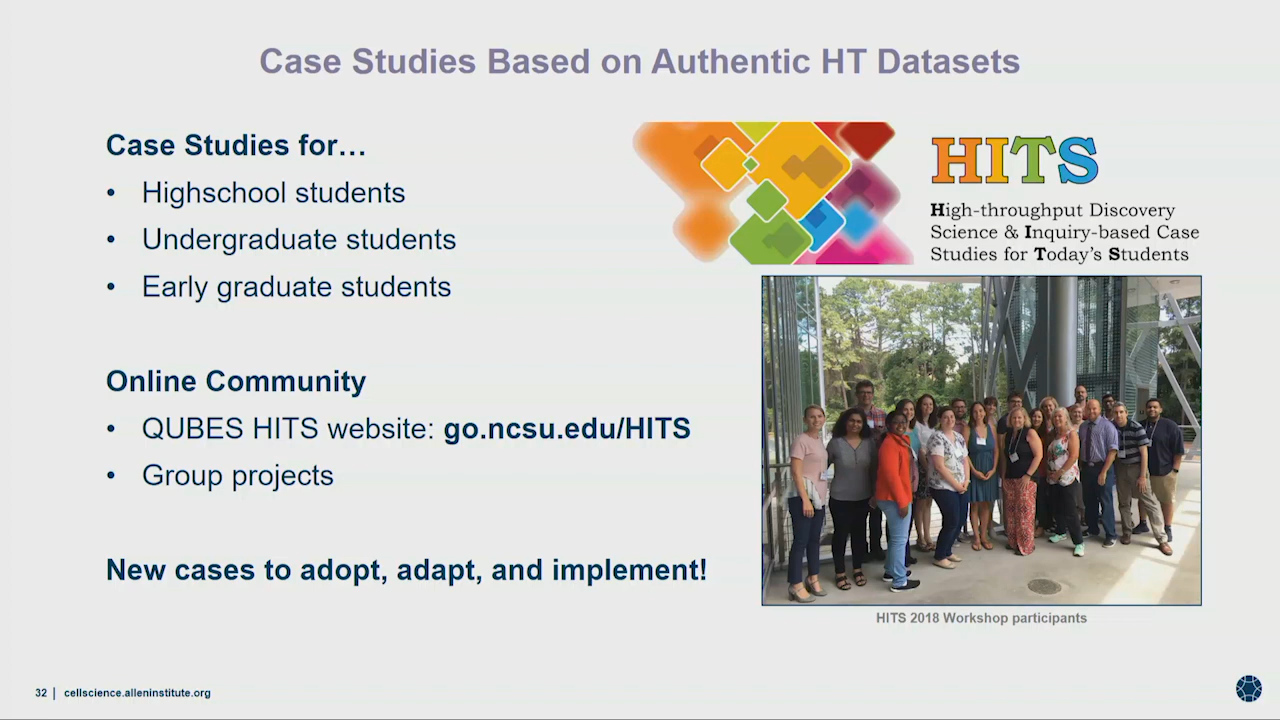 Case Studies Based on Authentic HT Datasets
Case Studies for…
• Highschool students
• Undergraduate students
• Early graduate students
Online Community
• QUBES HITS website: go.ncsu.edu/HITS
• Group projects
New cases to adopt, adapt, and implement!
HITS
High-throughput Discovery
Science & Inquiry-based Case
Studies for Today's Students
HITS 2018 Workshop participants
32 | cellscience.alleninstitute.org